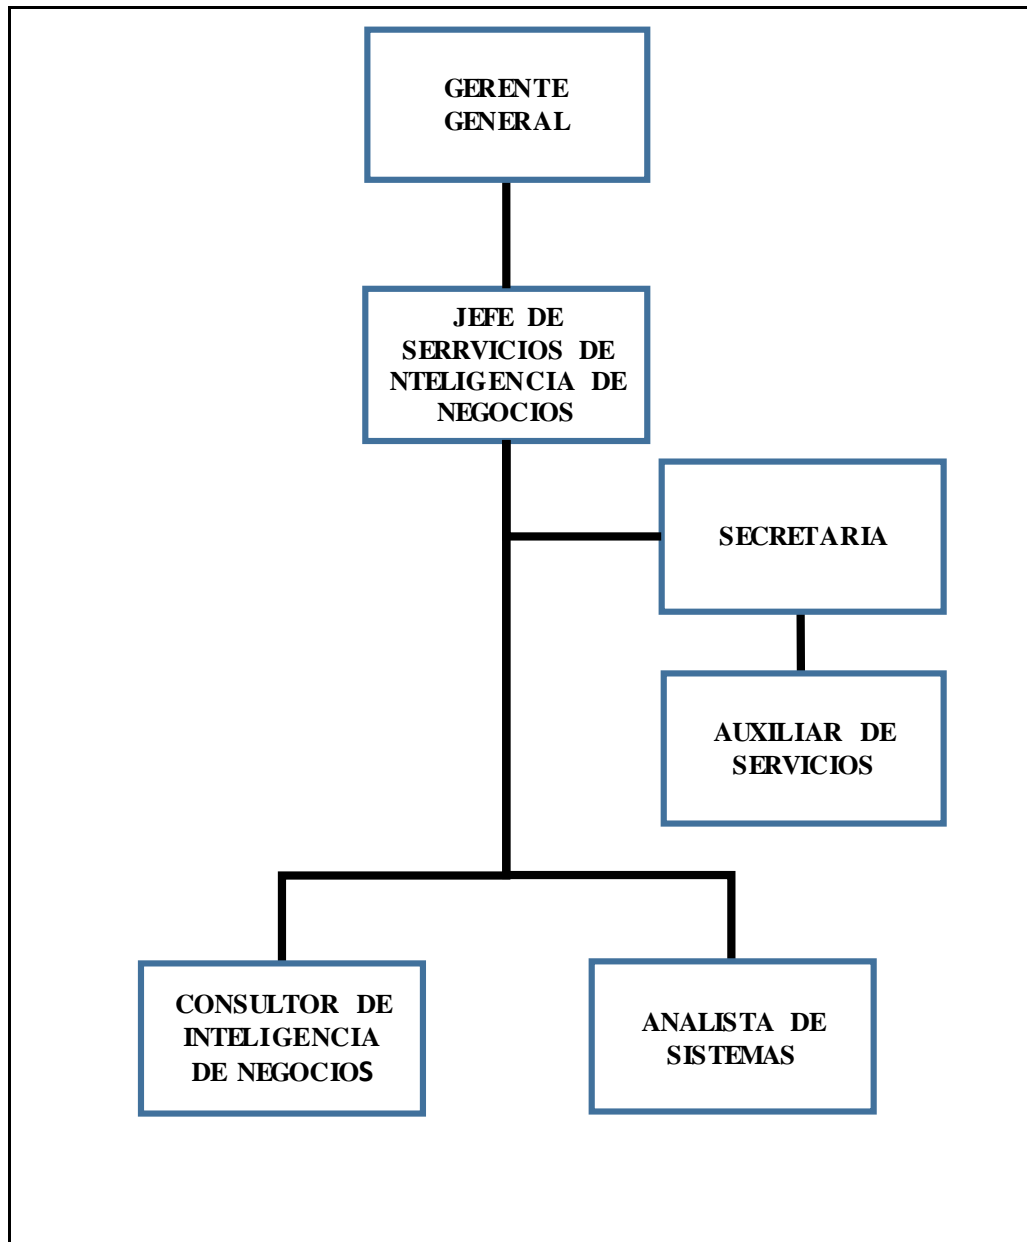 GERENTE
GENERAL
JEFE DE
SERRVICIOS DE
NTELIGENCIA DE
NEGOCIOS
SECRETARIA
AUXILIAR DE
SERVICIOS
CONSULTOR DE
INTELIGENCIA
DE NEGOCIOS
ANALISTA DE
SISTEMAS